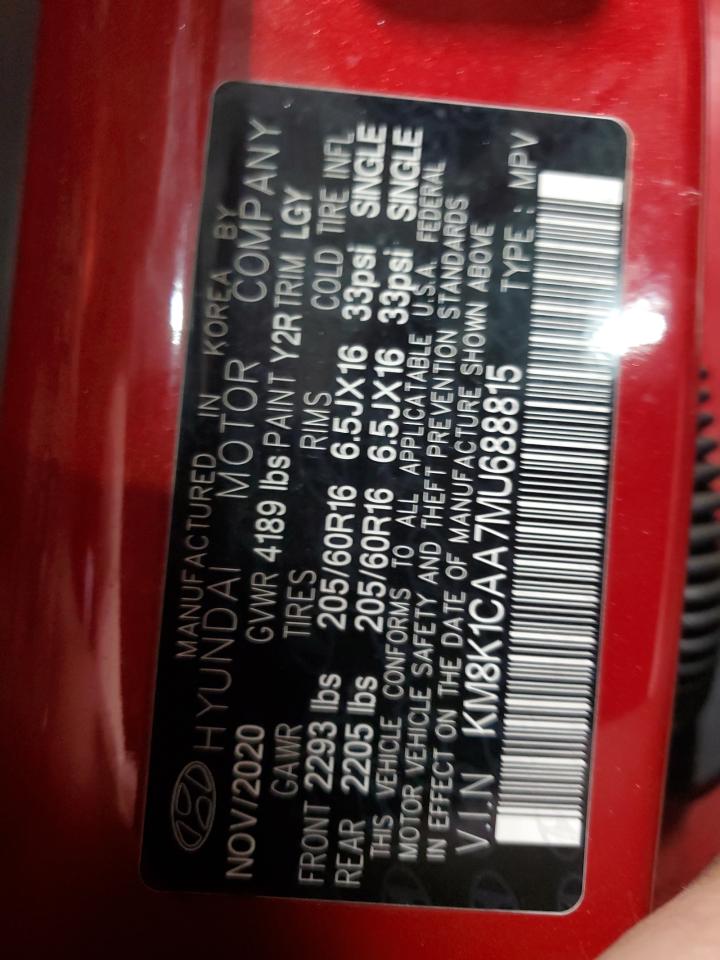 MANUFACTURED IN KOREA BY
HYUNDAI MOTOR COMPANY
NOV/2020 GVWR 4189 lbs PAINT Y2R TRIM LGY
GAWR TIRES RIMS COLD TIRE INFL
FRONT 2293 lbs 205/60R16 6.5JX16 33psi SINGLE
REAR 2205 lbs 205/60R16 6.5JX16 33psi SINGLE
THIS VEHICLE CONFORMS TO ALL APPLICATABLE U.S.A. FEDERAL
MOTOR VEHICLE SAFETY AND THEFT PREVENTION STANDARDS
IN EFFECT ON THE DATE OF MANUFACTURE SHOWN ABOVE
V.I.N KM8K1CAA7MU688815 TYPE : MPV